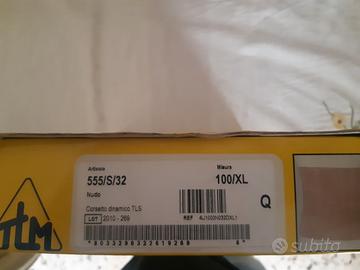 Articolo
Misura
555/S/32
100/XL
Nudo
Corsetto dinamico TLS
LOT 2010 - 269
REF
Q
TLM
subito